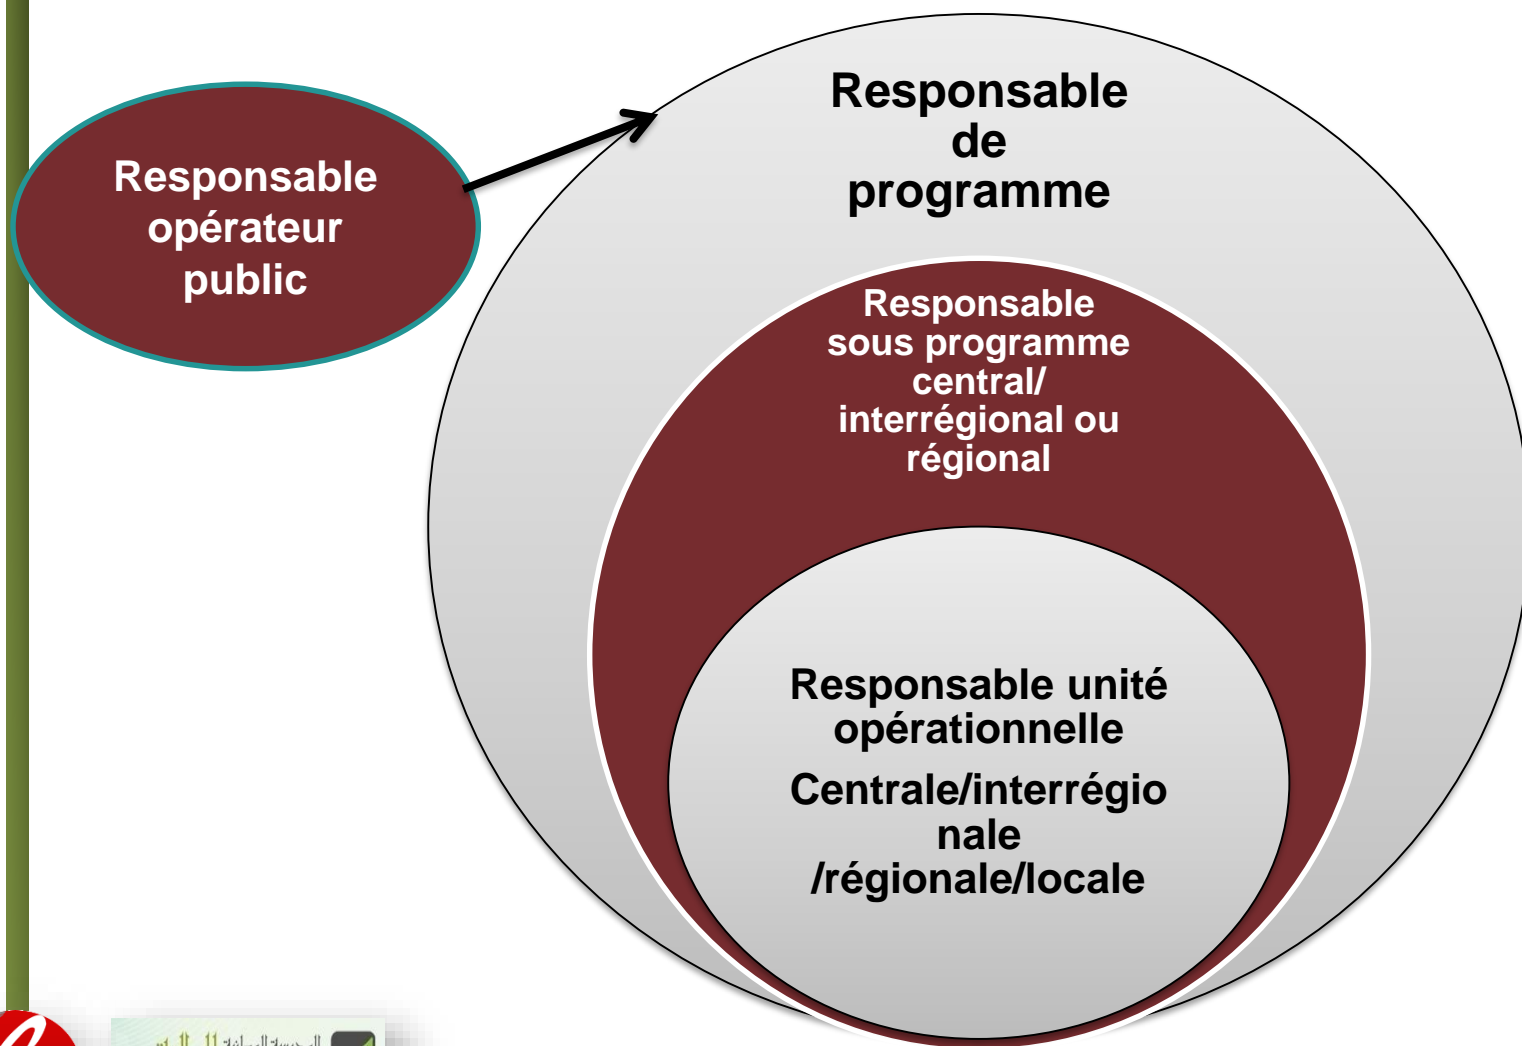 Responsable
opérateur
public
Responsable
de
programme
Responsable
sous programme
central/
interrégional ou
régional
Responsable unité
opérationnelle
Centrale/interrégio
nale
/régionale/locale